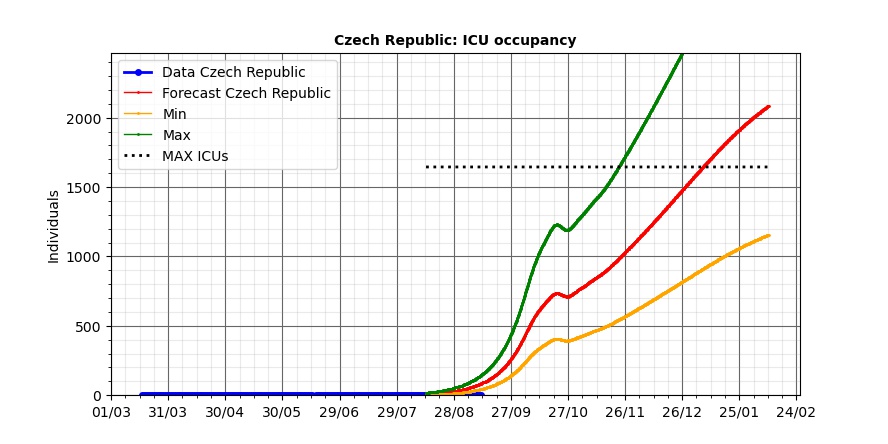 Czech Republic: ICU occupancy
Data Czech Republic
Forecast Czech Republic
Min
Max
MAX ICUs
Individuals
2000
1500
1000
500
0
01/03 31/03 30/04 30/05 29/06 29/07 28/08 27/09 27/10 26/11 26/12 25/01 24/02